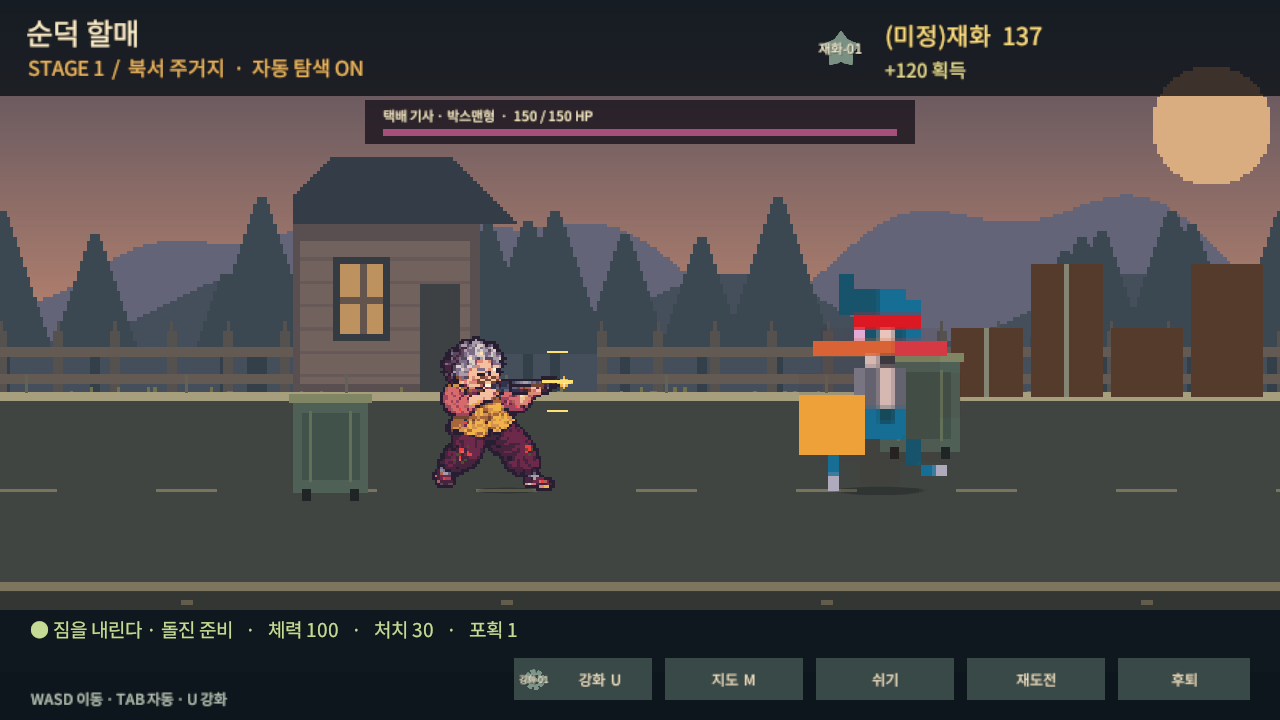 순덕 할매
STAGE 1 / 북서 주거지 · 자동 탐색 ON
재화-01
(미정)재화 137
+120 획득
택배 기사 · 박스맨형 · 150 / 150 HP
짐을 내린다 · 돌진 준비 · 체력 100 · 처치 30 · 포획 1
강화 U
지도 M
쉬기
재도전
후퇴
WASD 이동 · TAB 자동 · U 강화